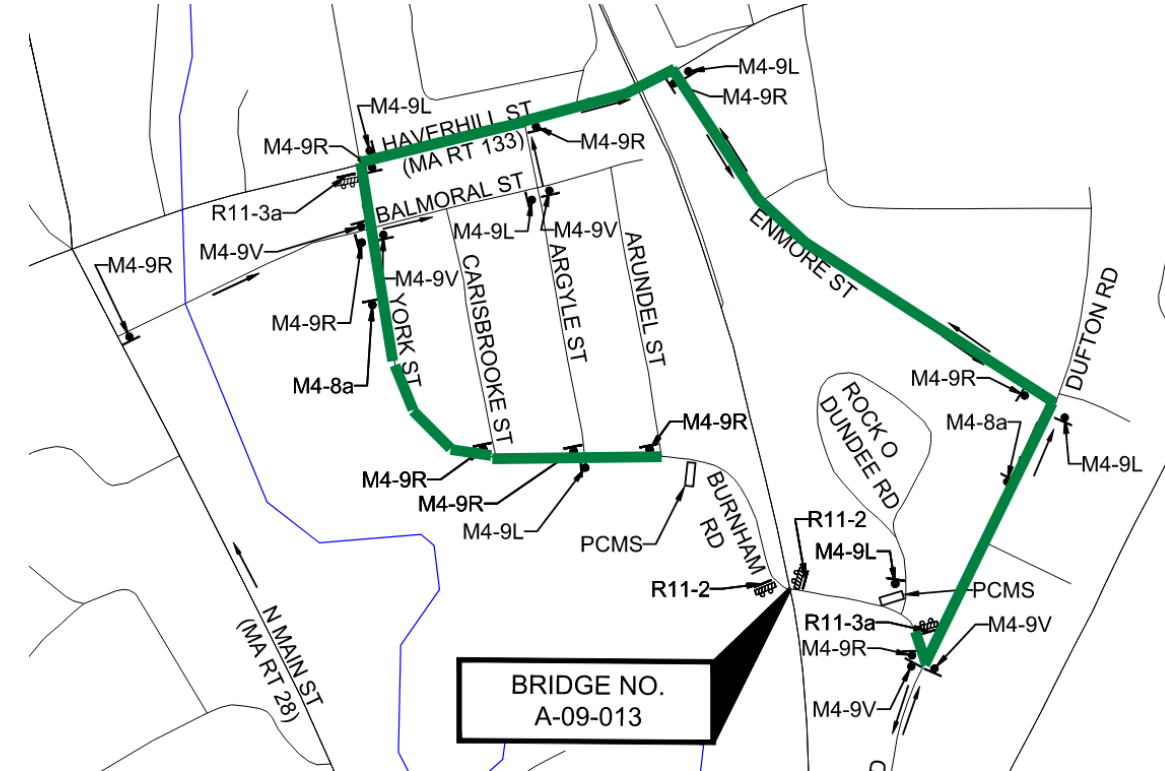 M4-9L
M4-9R
M4-9L
M4-9R
HAVERHILL ST
(MA RT 133)
M4-9R
R11-3a
BALMORAL ST
M4-9V
M4-9L
M4-9V
M4-9R
M4-9R
M4-9V
M4-8a
YORK ST
CARISBROOKE ST
ARGYLE ST
ARUNDEL ST
ENMORE ST
DUFTON RD
M4-9R
M4-8a
M4-9L
ROCK O
DUNDEE RD
M4-9R
M4-9R
M4-9R
M4-9L
PCMS
BURNHAM
RD
R11-2
R11-2
M4-9L
PCMS
R11-3a
M4-9R
M4-9V
M4-9V
N MAIN ST
(MA RT 28)
BRIDGE NO.
A-09-013